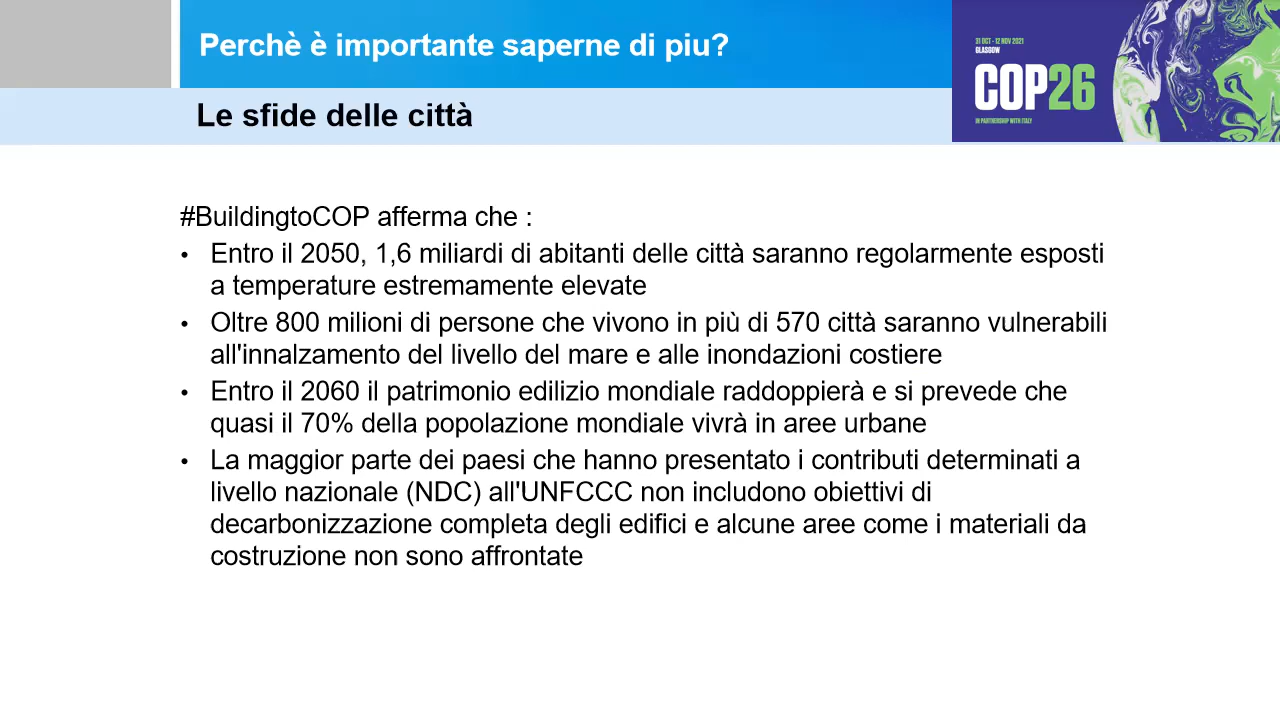 Perchè è importante saperne di piu?
Le sfide delle città
31 OCT - 12 NOV 2021
GLASGOW
COP26
IN PARTNERSHIP WITH ITALY
#BuildingtoCOP afferma che :
• Entro il 2050, 1,6 miliardi di abitanti delle città saranno regolarmente esposti
a temperature estremamente elevate
• Oltre 800 milioni di persone che vivono in più di 570 città saranno vulnerabili
all'innalzamento del livello del mare e alle inondazioni costiere
• Entro il 2060 il patrimonio edilizio mondiale raddoppierà e si prevede che
quasi il 70% della popolazione mondiale vivrà in aree urbane
• La maggior parte dei paesi che hanno presentato i contributi determinati a
livello nazionale (NDC) all'UNFCCC non includono obiettivi di
decarbonizzazione completa degli edifici e alcune aree come i materiali da
costruzione non sono affrontate